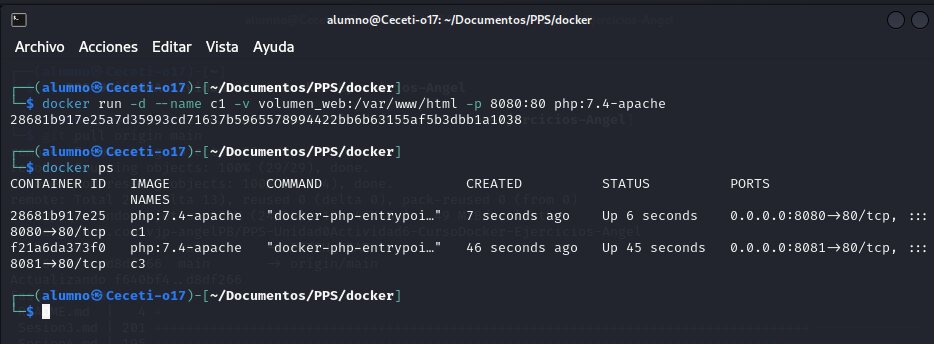 alumno@Ceceti-o17: ~/Documentos/PPS/docker
Archivo Acciones Editar Vista Ayuda
┌──(alumno㉿Ceceti-o17)-[~/Documentos/PPS/docker]
└─$ docker run -d --name c1 -v volumen_web:/var/www/html -p 8080:80 php:7.4-apache
28681b917e25a7d35993cd71637b5965578994422bb6b63155af5b3dbb1a1038
┌──(alumno㉿Ceceti-o17)-[~/Documentos/PPS/docker]
└─$ docker ps
CONTAINER ID   IMAGE            COMMAND                  CREATED          STATUS          PORTS
               NAMES
28681b917e25   php:7.4-apache   "docker-php-entrypoi…"   7 seconds ago    Up 6 seconds    0.0.0.0:8080->80/tcp, :::
8080->80/tcp   c1
f21a6da373f0   php:7.4-apache   "docker-php-entrypoi…"   46 seconds ago   Up 45 seconds   0.0.0.0:8081->80/tcp, :::
8081->80/tcp   c3
┌──(alumno㉿Ceceti-o17)-[~/Documentos/PPS/docker]
└─$